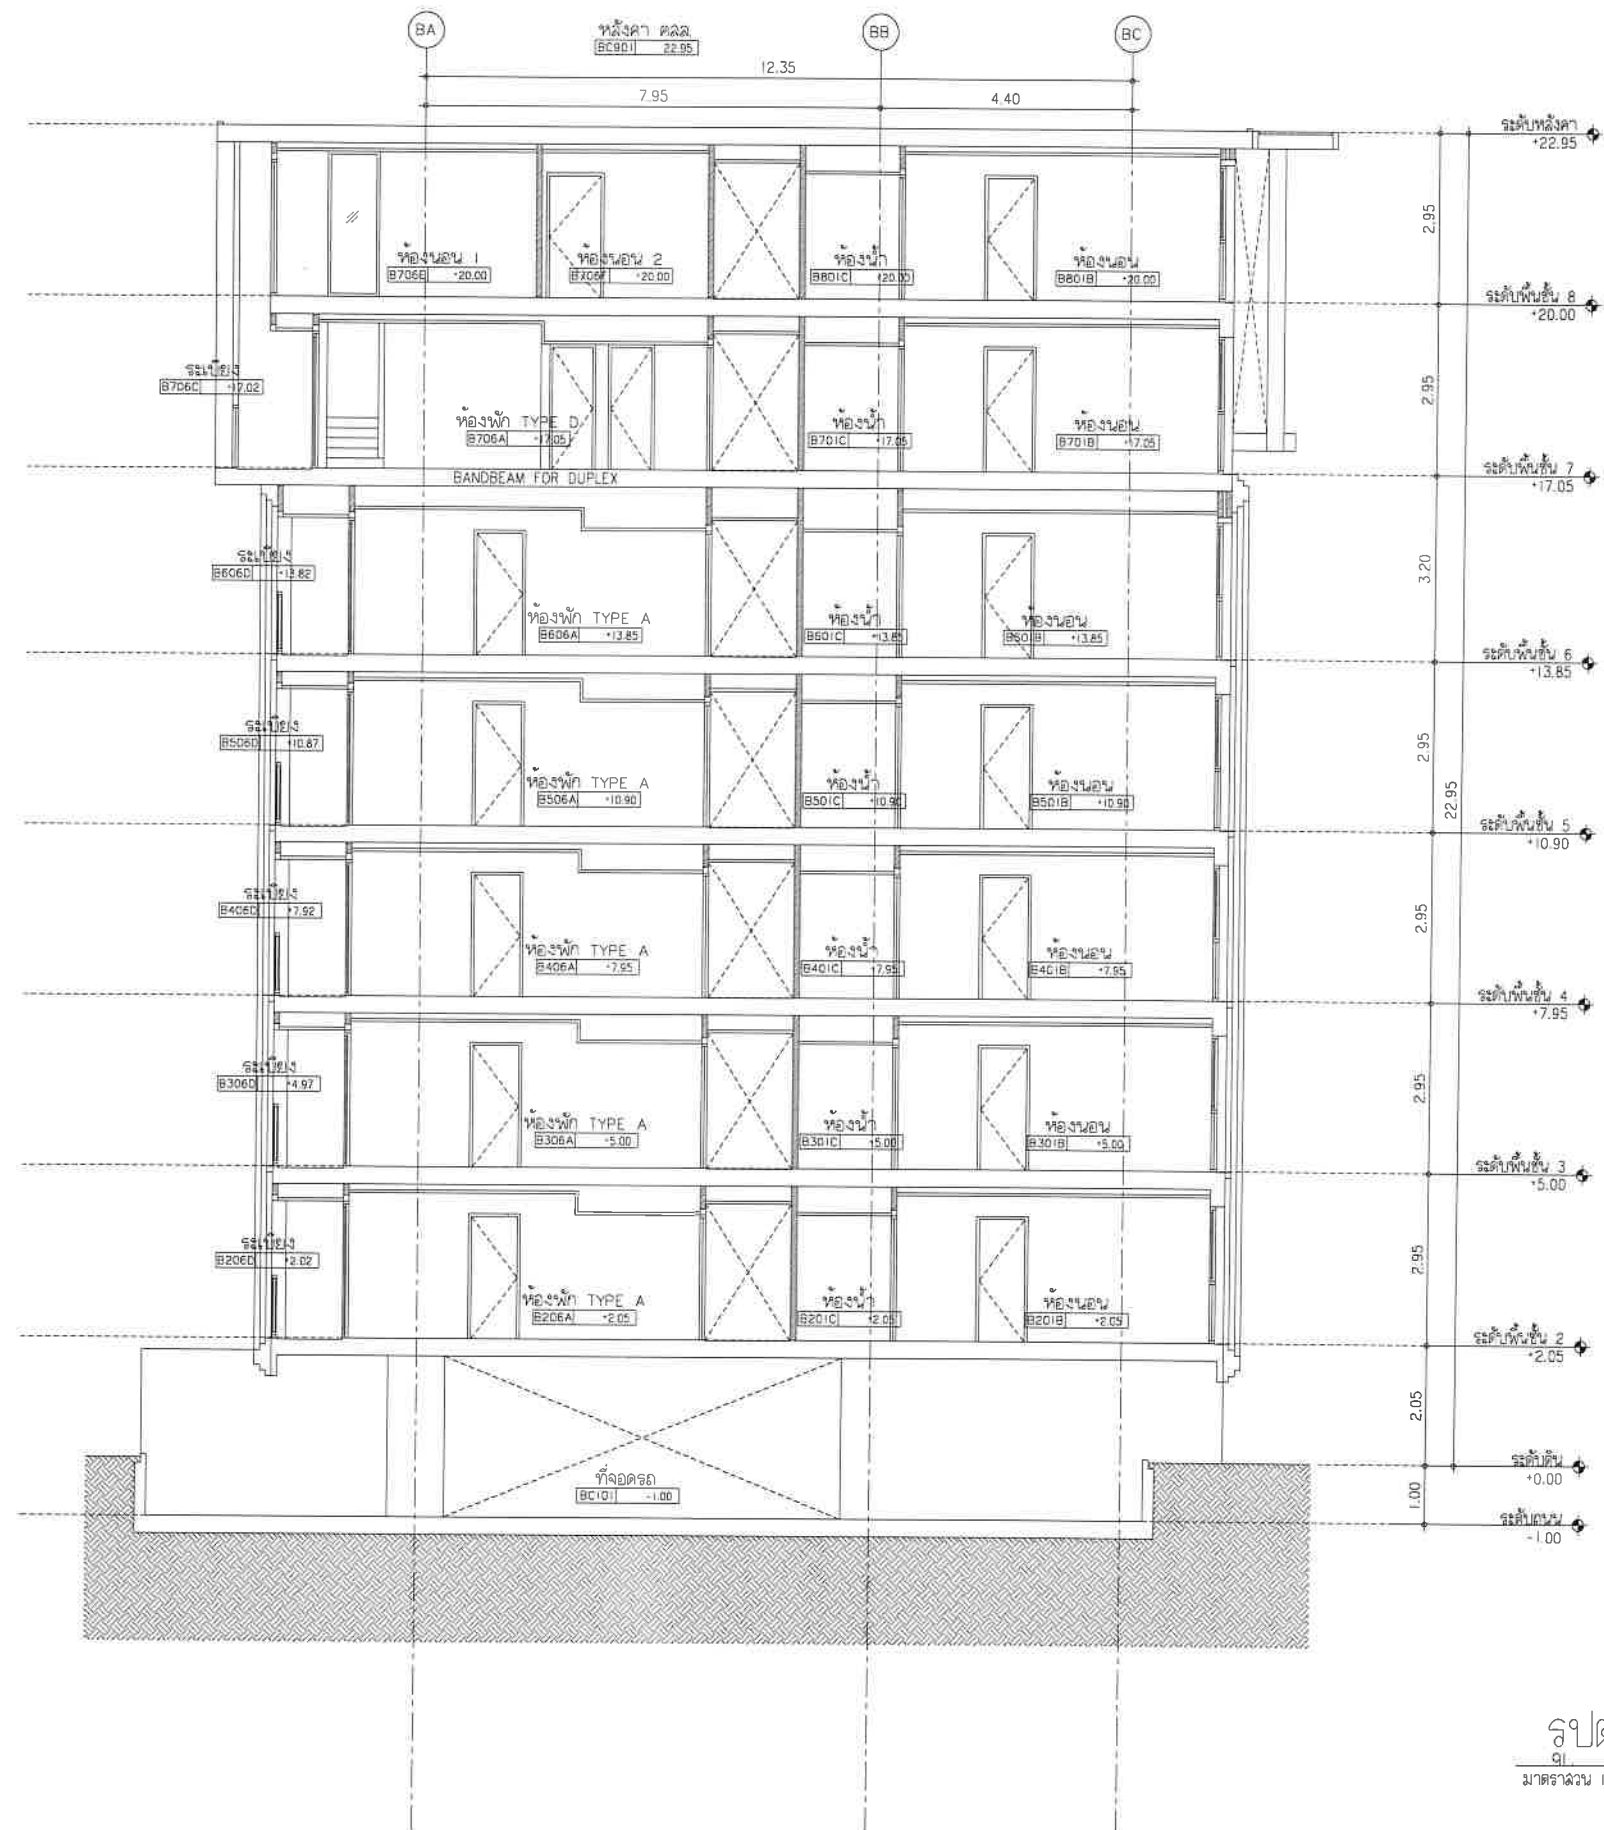 BA
หลังคา คสล.
BC901 22.95
BB
BC
12.35
7.95
4.40
ระดับหลังคา
+22.95
2.95
ห้องนอน 1
B706E +20.00
ห้องนอน 2
B706F +20.00
ห้องน้ำ
B801C +20.00
ห้องนอน
B801B +20.00
ระดับพื้นชั้น 8
+20.00
2.95
ระเบียง
B706C +17.02
ห้องพัก TYPE D
B706A +17.05
ห้องน้ำ
B701C +17.05
ห้องนอน
B701B +17.05
BANDBEAM FOR DUPLEX
ระดับพื้นชั้น 7
+17.05
3.20
ระเบียง
B606D +13.82
ห้องพัก TYPE A
B606A +13.85
ห้องน้ำ
B601C +13.85
ห้องนอน
B601B +13.85
ระดับพื้นชั้น 6
+13.85
2.95
22.95
ระเบียง
B506D +10.87
ห้องพัก TYPE A
B506A +10.90
ห้องน้ำ
B501C +10.90
ห้องนอน
B501B +10.90
ระดับพื้นชั้น 5
+10.90
2.95
ระเบียง
B406D +7.92
ห้องพัก TYPE A
B406A +7.95
ห้องน้ำ
B401C +7.95
ห้องนอน
B401B +7.95
ระดับพื้นชั้น 4
+7.95
2.95
ระเบียง
B306D +4.97
ห้องพัก TYPE A
B306A +5.00
ห้องน้ำ
B301C +5.00
ห้องนอน
B301B +5.00
ระดับพื้นชั้น 3
+5.00
2.95
ระเบียง
B206D +2.02
ห้องพัก TYPE A
B206A +2.05
ห้องน้ำ
B201C +2.05
ห้องนอน
B201B +2.05
ระดับพื้นชั้น 2
+2.05
2.05
ที่จอดรถ
BC101 -1.00
ระดับดิน
+0.00
1.00
ระดับถนน
-1.00
มาตราส่วน 1